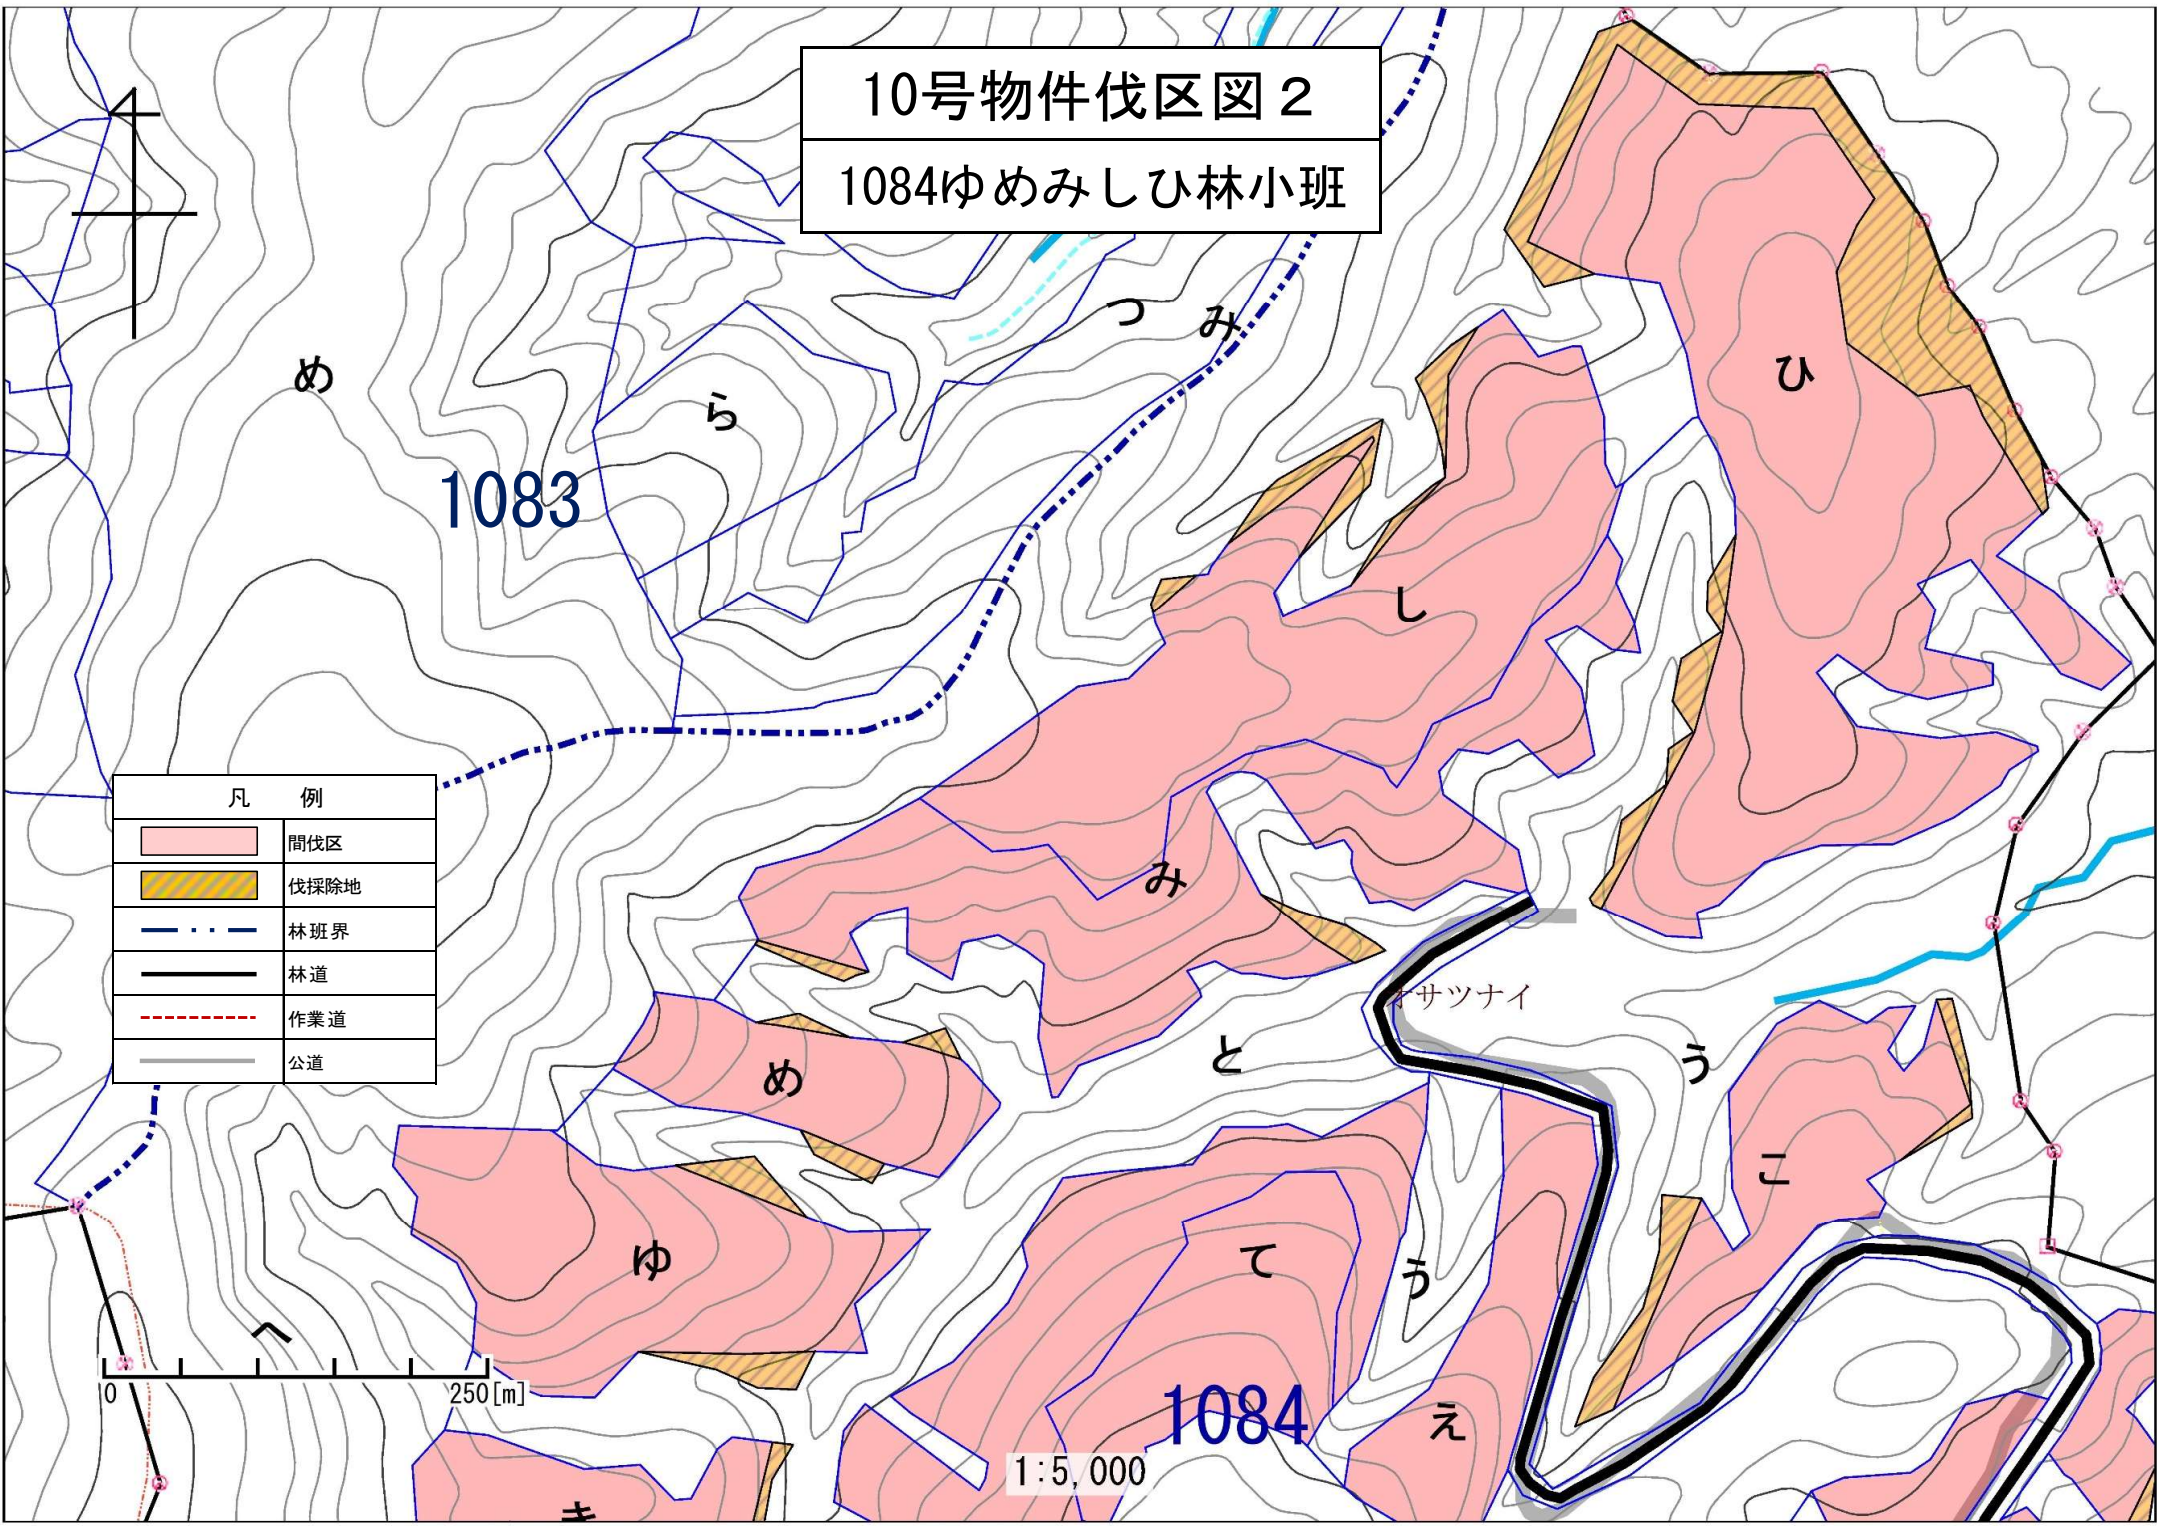 10号物件伐区図２
1084ゆめみしひ林小班
つ
み
め
ら
ひ
1083
し
凡 例
間伐区
伐採除地
林班界
林道
作業道
公道
み
サツナイ
と
う
め
こ
ゆ
て
う
へ
0
250[m]
え
1084
1:5,000